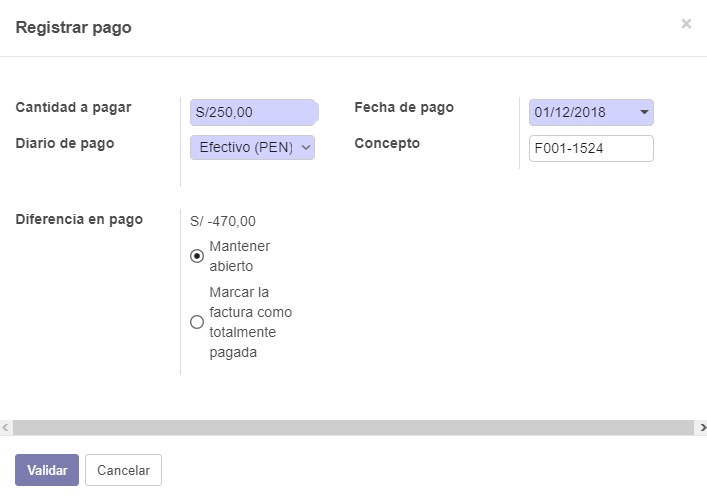 Registrar pago
×
Cantidad a pagar
S/250,00
Fecha de pago
01/12/2018
Diario de pago
Efectivo (PEN)
Concepto
F001-1524
Diferencia en pago
S/ -470,00
Mantener
abierto
Marcar la
factura como
totalmente
pagada
Validar
Cancelar